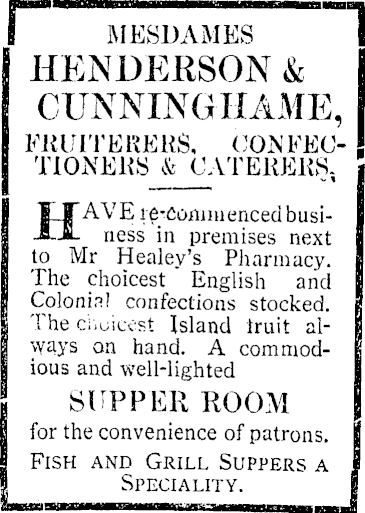 MESDAMES
HENDERSON &
CUNNINGHAME,
FRUITERERS, CONFEC-
TIONERS & CATERERS,
HAVE re-commenced busi-
ness in premises next
to Mr Healey's Pharmacy.
The choicest English and
Colonial confections stocked.
The choicest Island fruit al-
ways on hand. A commod-
ious and well-lighted
SUPPER ROOM
for the convenience of patrons.
FISH AND GRILL SUPPERS A
SPECIALITY.